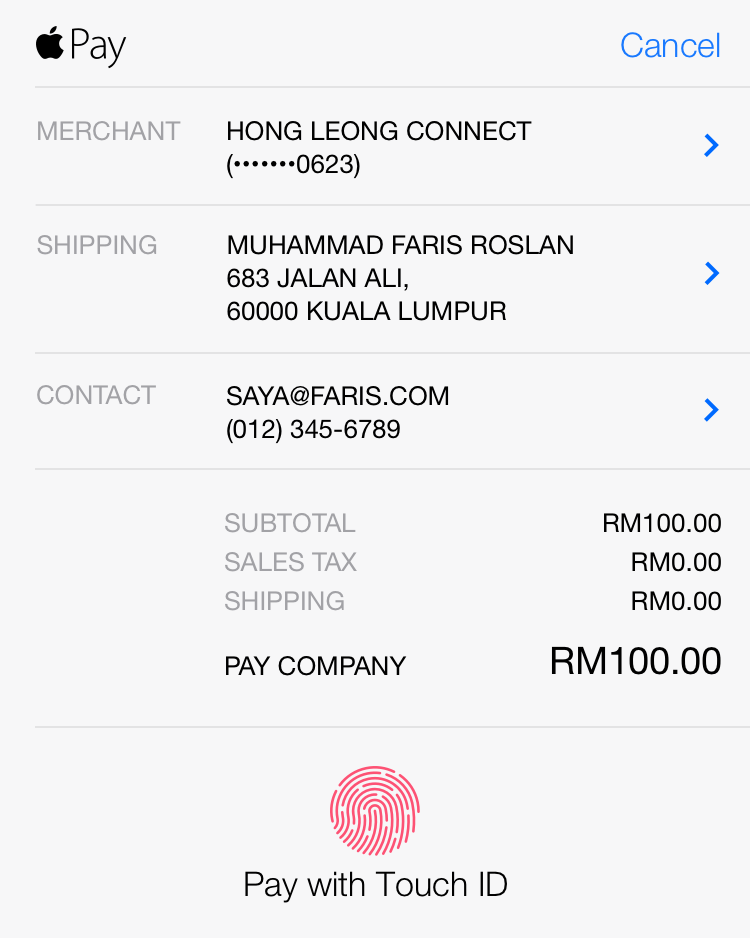 Pay
Cancel
MERCHANT
HONG LEONG CONNECT
(•••••••0623)
SHIPPING
MUHAMMAD FARIS ROSLAN
683 JALAN ALI,
60000 KUALA LUMPUR
CONTACT
SAYA@FARIS.COM
(012) 345-6789
SUBTOTAL RM100.00
SALES TAX RM0.00
SHIPPING RM0.00
PAY COMPANY RM100.00
Pay with Touch ID